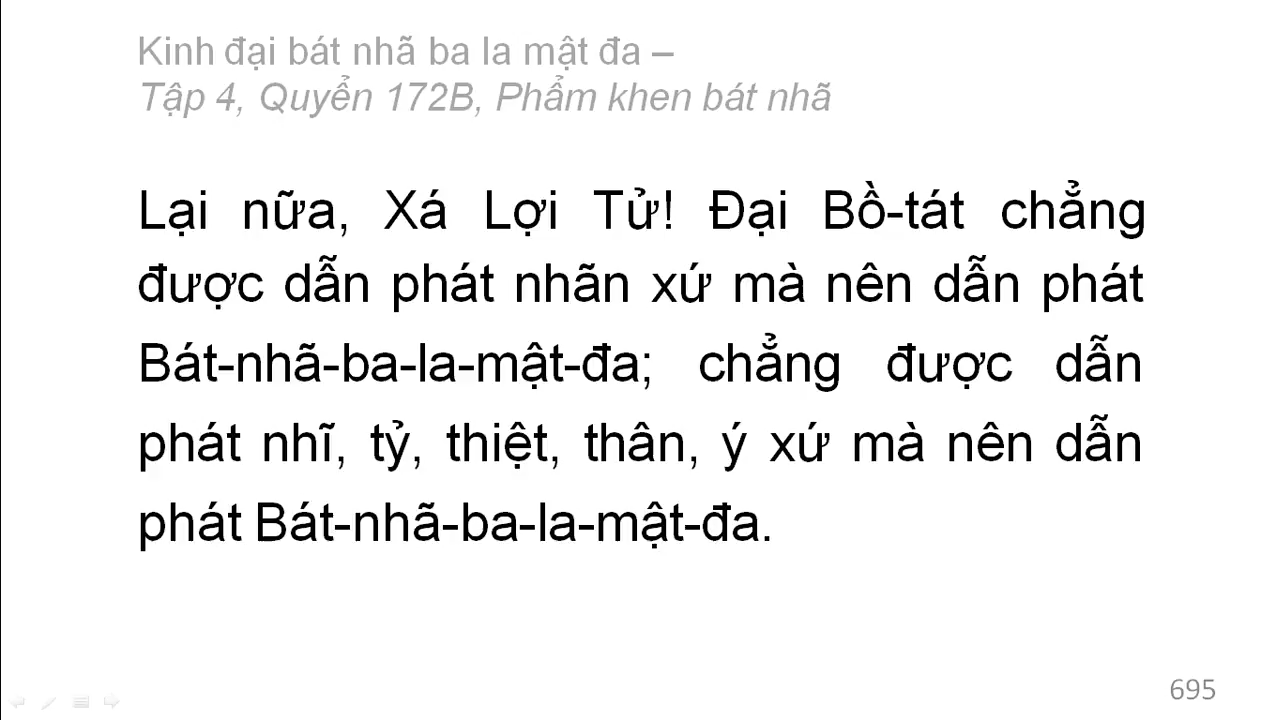 Kinh đại bát nhã ba la mật đa –
Tập 4, Quyển 172B, Phẩm khen bát nhã
Lại nữa, Xá Lợi Tử! Đại Bồ-tát chẳng
được dẫn phát nhãn xứ mà nên dẫn phát
Bát-nhã-ba-la-mật-đa; chẳng được dẫn
phát nhĩ, tỷ, thiệt, thân, ý xứ mà nên dẫn
phát Bát-nhã-ba-la-mật-đa.
695